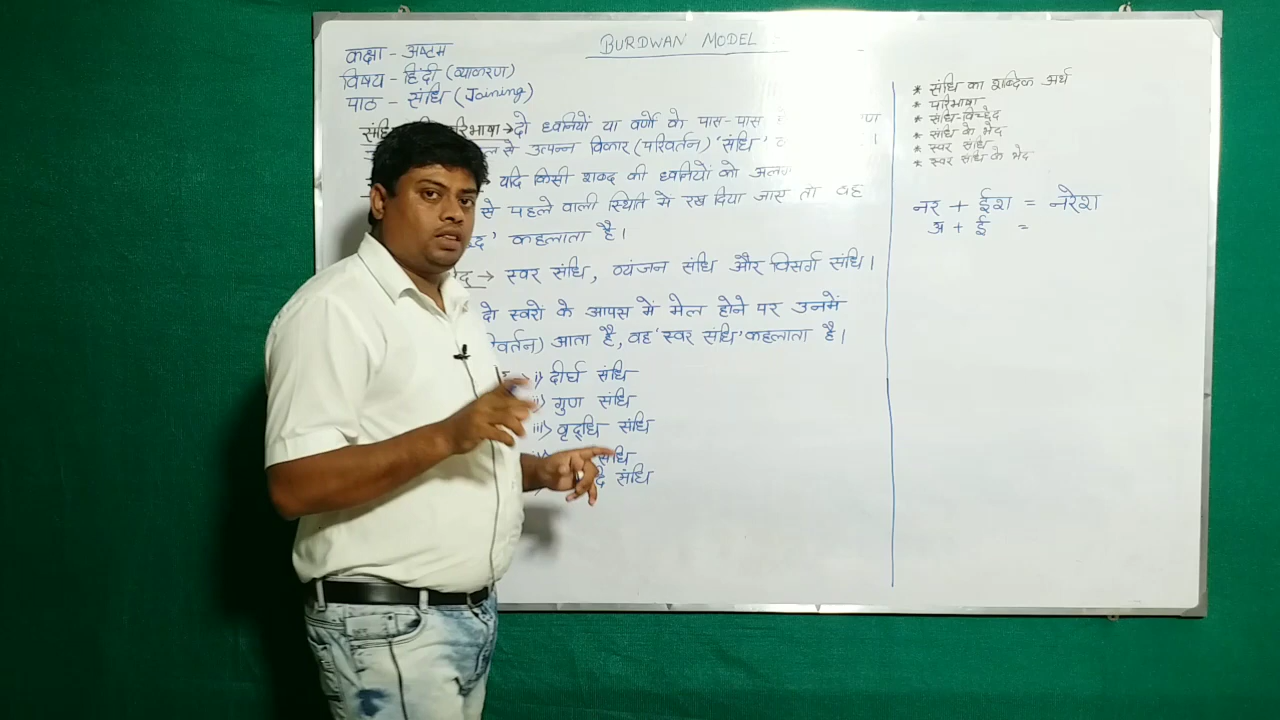 BURDWAN MODEL
कक्षा - अष्टम
विषय - हिंदी (व्याकरण)
पाठ - संधि (Joining)
परिभाषा → दो ध्वनियों या वर्णों के पास-पास
से उत्पन्न विकार (परिवर्तन) 'संधि'
यदि किसी शब्द की ध्वनियों को
से पहले वाली स्थिति में रख दिया जाए तो वह
कहलाता है।
→ स्वर संधि, व्यंजन संधि और विसर्ग संधि।
दो स्वरों के आपस में मेल होने पर उनमें
आता है, वह 'स्वर संधि' कहलाता है।
i) दीर्घ संधि
ii) गुण संधि
iii) वृद्धि संधि
संधि
संधि
* संधि का शाब्दिक अर्थ
* परिभाषा
* संधि-विच्छेद
* संधि के भेद
* स्वर संधि
* स्वर संधि के भेद
नर + ईश = नरेश
अ + ई =